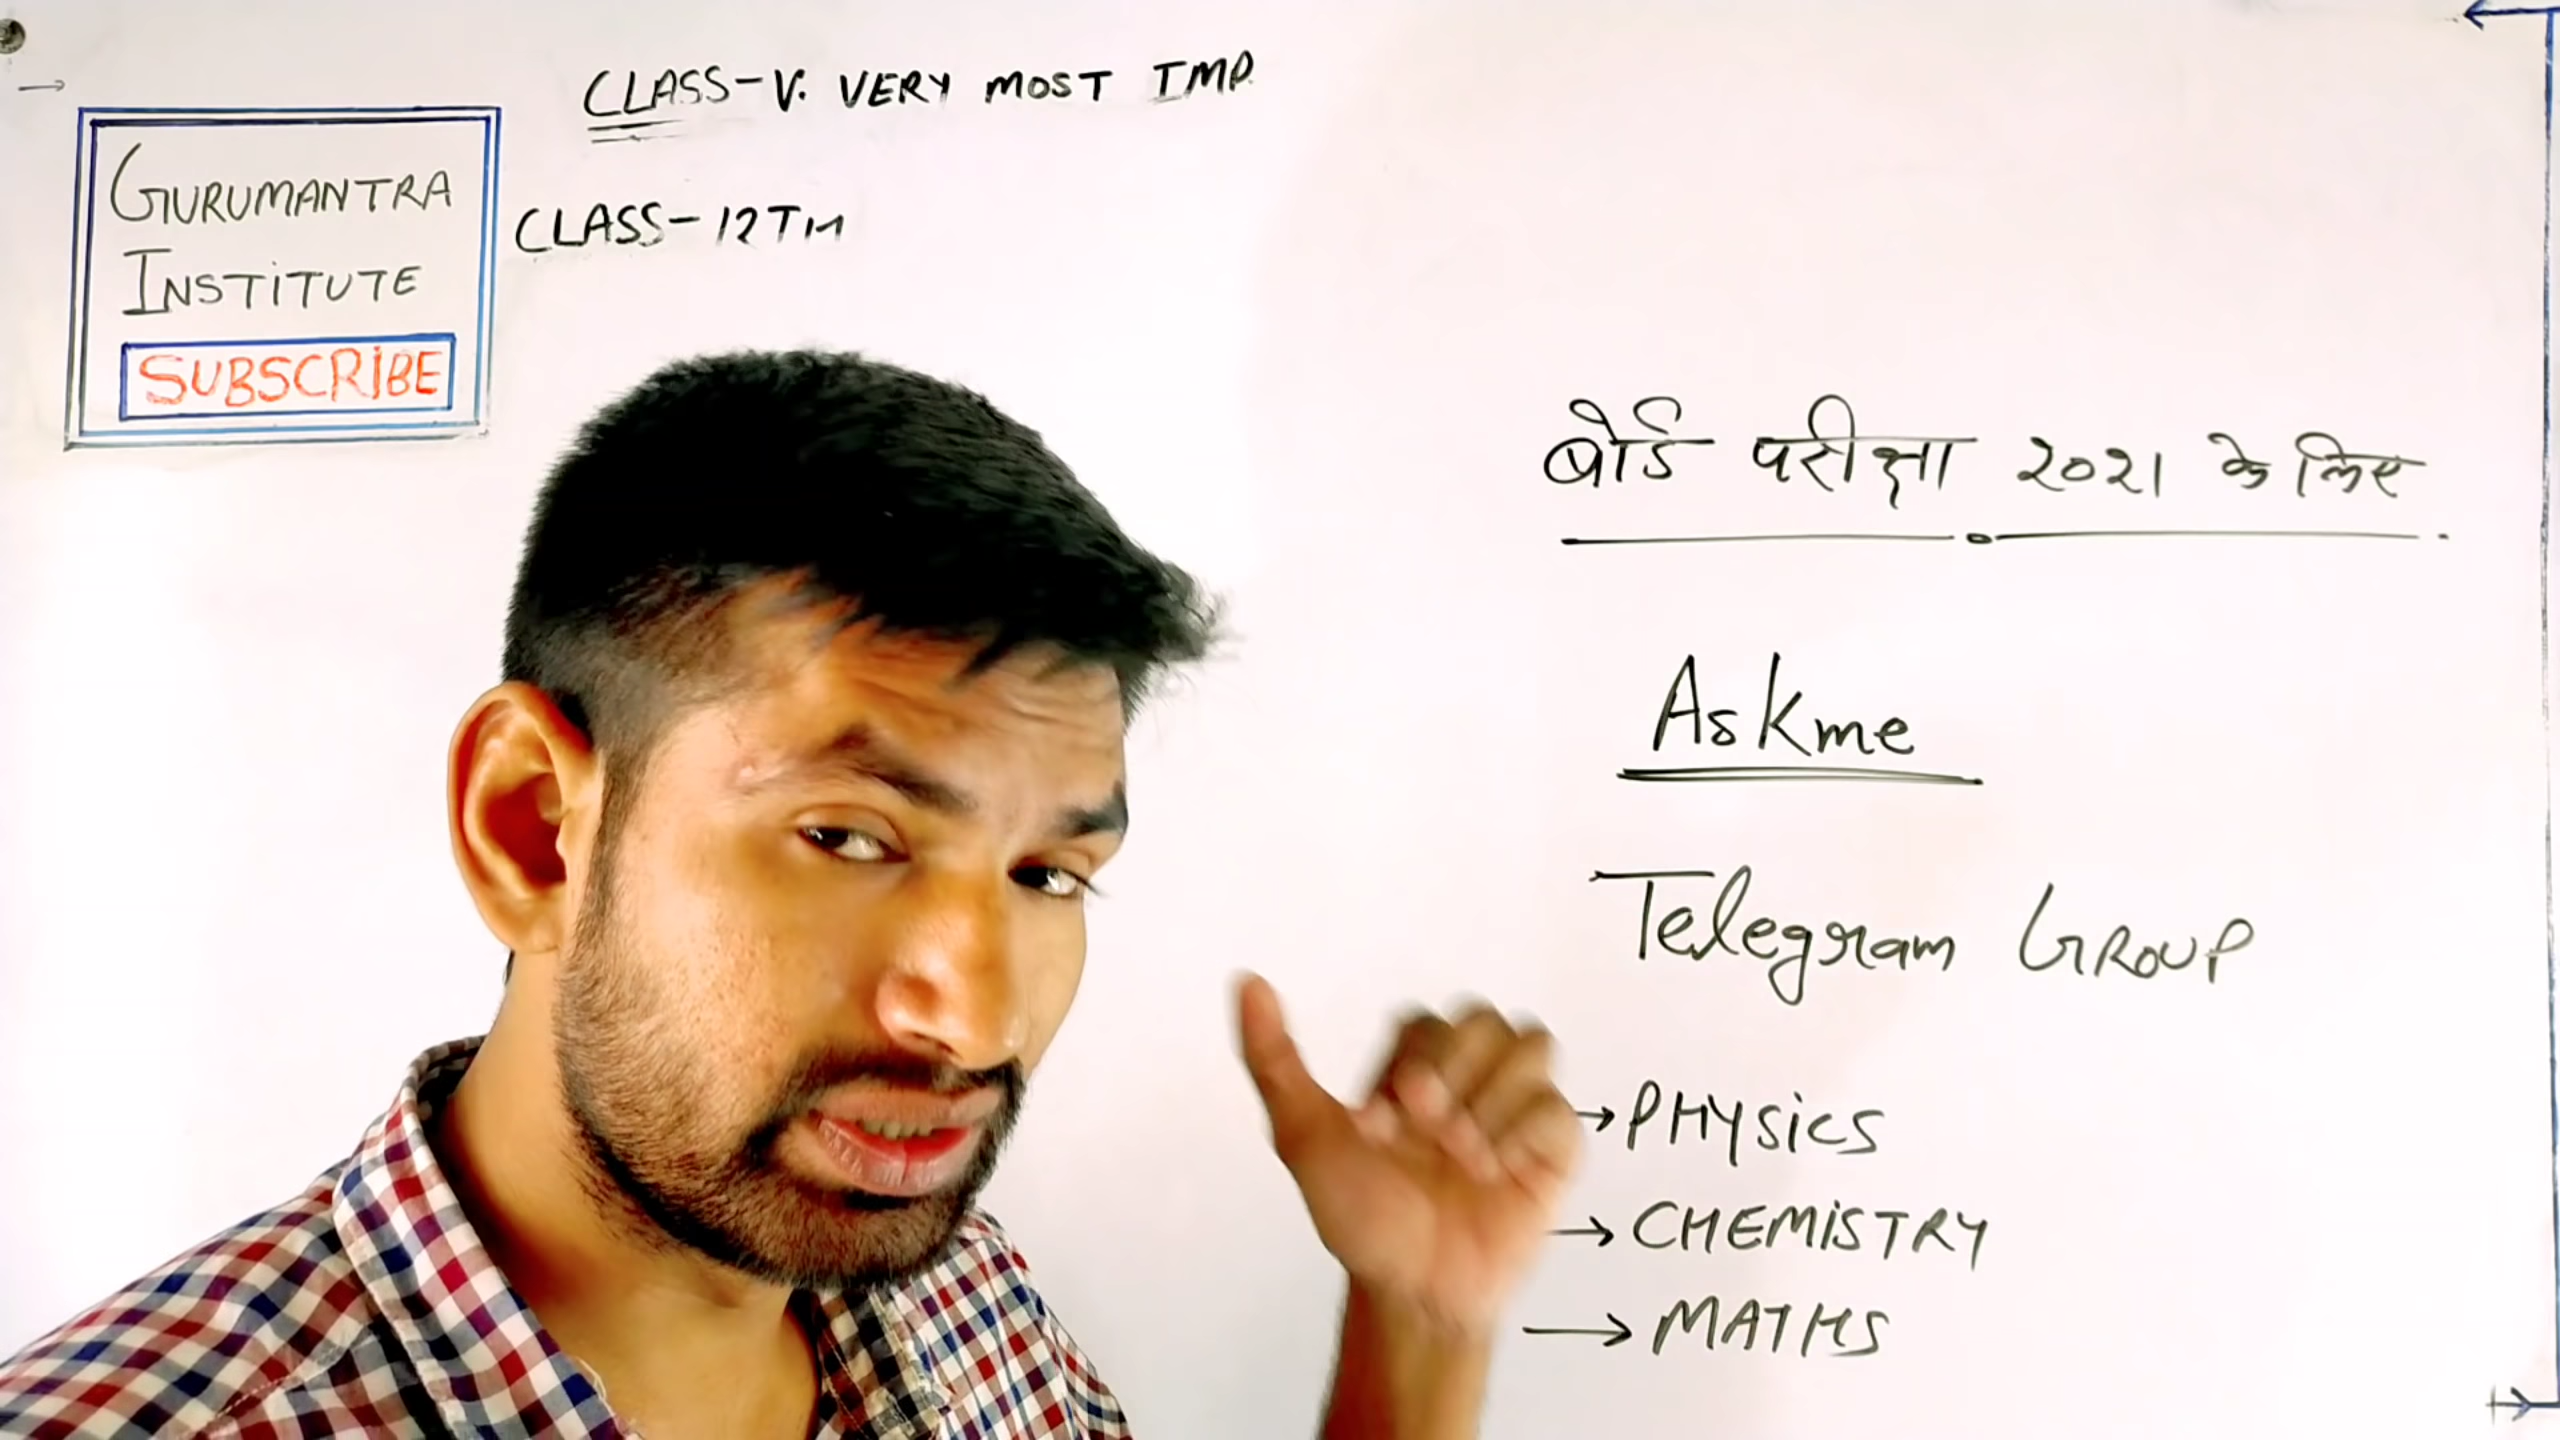 CLASS-V. VERY MOST IMP.
GURUMANTRA
INSTITUTE
SUBSCRIBE
CLASS-12TH
बोर्ड परीक्षा २०२१ के लिए
Askme
Telegram GROUP
→PHYSICS
→ CHEMISTRY
→ MATHS